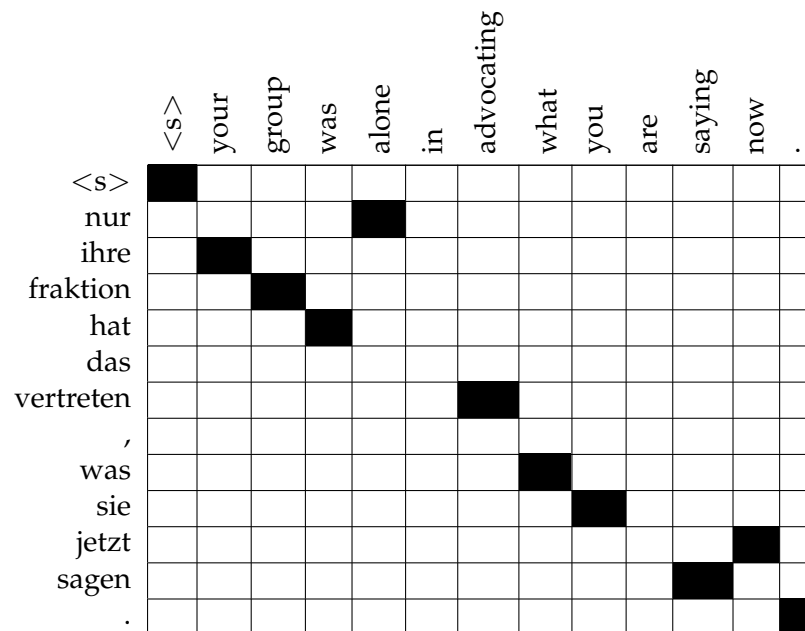 <s> your group was alone in advocating what you are saying now .
<s>
nur
ihre
fraktion
hat
das
vertreten
,
was
sie
jetzt
sagen
.